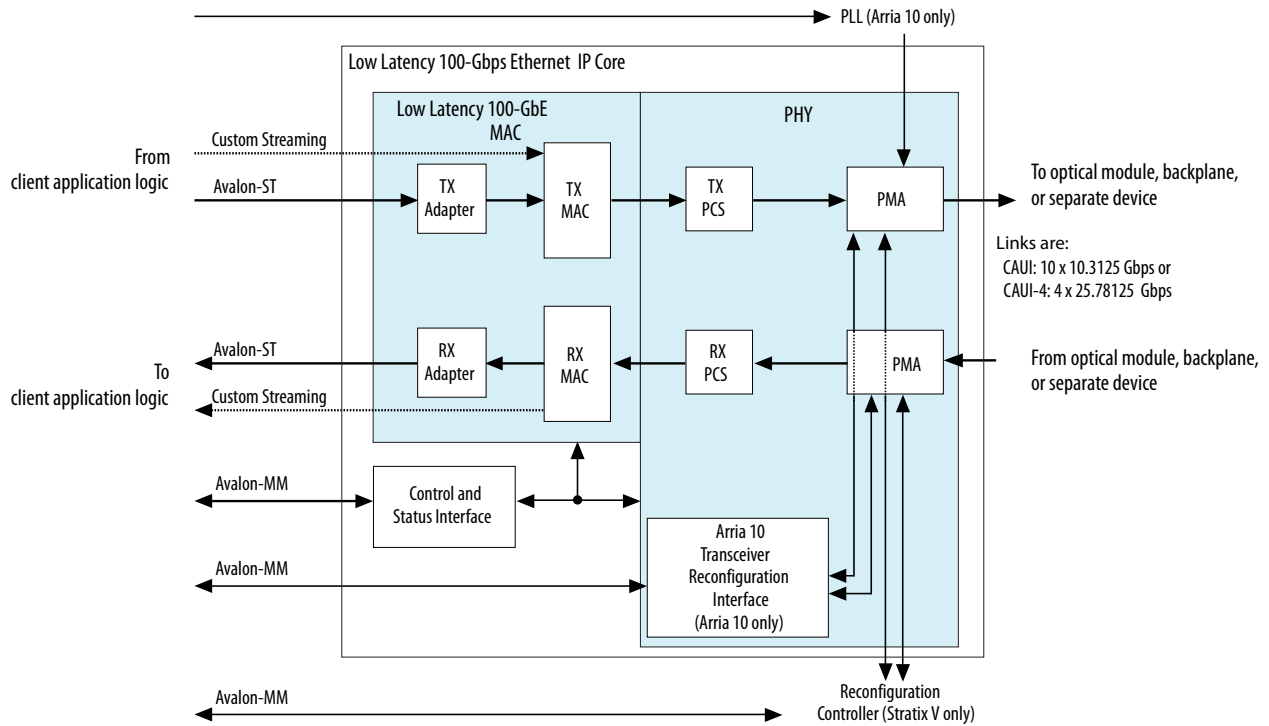 PLL (Arria 10 only)
Low Latency 100-Gbps Ethernet IP Core
Low Latency 100-GbE
MAC
PHY
Custom Streaming
From
client application logic
Avalon-ST
TX
Adapter
TX
MAC
TX
PCS
PMA
To optical module, backplane,
or separate device
Links are:
CAUI: 10 x 10.3125 Gbps or
CAUI-4: 4 x 25.78125 Gbps
Avalon-ST
To
client application logic
Custom Streaming
RX
Adapter
RX
MAC
RX
PCS
PMA
From optical module, backplane,
or separate device
Avalon-MM
Control and
Status Interface
Avalon-MM
Arria 10
Transceiver
Reconfiguration
Interface
(Arria 10 only)
Avalon-MM
Reconfiguration
Controller (Stratix V only)